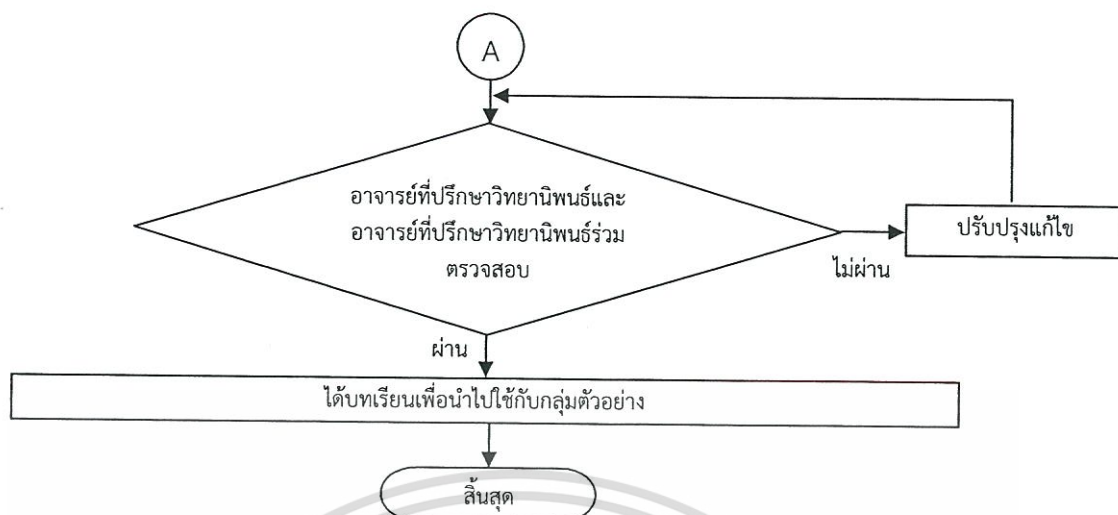 A
อาจารย์ที่ปรึกษาวิทยานิพนธ์และ
อาจารย์ที่ปรึกษาวิทยานิพนธ์ร่วม
ตรวจสอบ
ปรับปรุงแก้ไข
ไม่ผ่าน
ผ่าน
ได้บทเรียนเพื่อนำไปใช้กับกลุ่มตัวอย่าง
สิ้นสุด